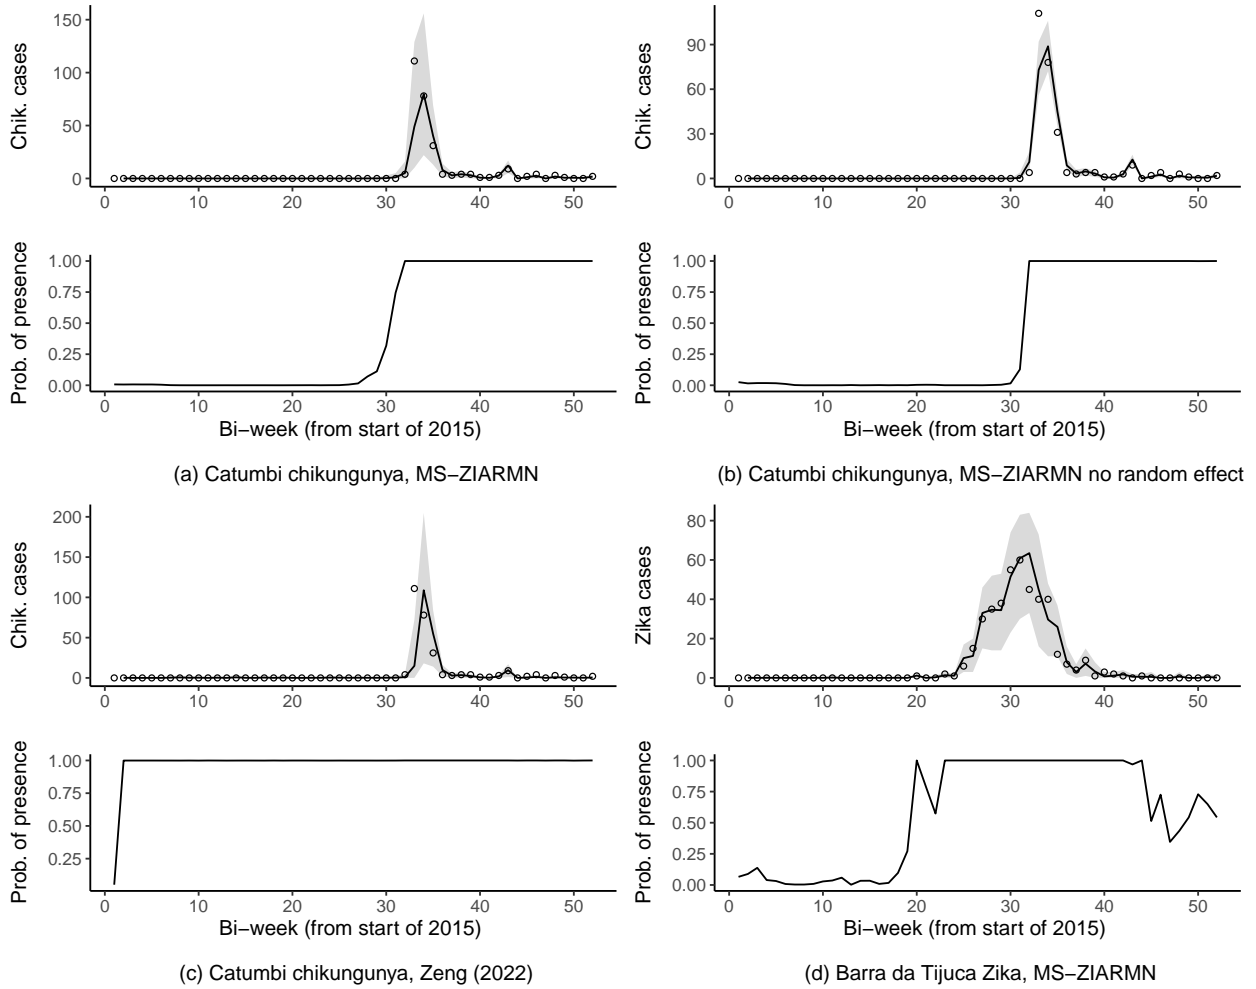 Chik. cases
150
100
50
0
0 10 20 30 40 50
Prob. of presence
1.00
0.75
0.50
0.25
0.00
0 10 20 30 40 50
Bi−week (from start of 2015)
(a) Catumbi chikungunya, MS−ZIARMN
Chik. cases
90
60
30
0
0 10 20 30 40 50
Prob. of presence
1.00
0.75
0.50
0.25
0.00
0 10 20 30 40 50
Bi−week (from start of 2015)
(b) Catumbi chikungunya, MS−ZIARMN no random effect
Chik. cases
200
150
100
50
0
0 10 20 30 40 50
Prob. of presence
1.00
0.75
0.50
0.25
0 10 20 30 40 50
Bi−week (from start of 2015)
(c) Catumbi chikungunya, Zeng (2022)
Zika cases
80
60
40
20
0
0 10 20 30 40 50
Prob. of presence
1.00
0.75
0.50
0.25
0.00
0 10 20 30 40 50
Bi−week (from start of 2015)
(d) Barra da Tijuca Zika, MS−ZIARMN